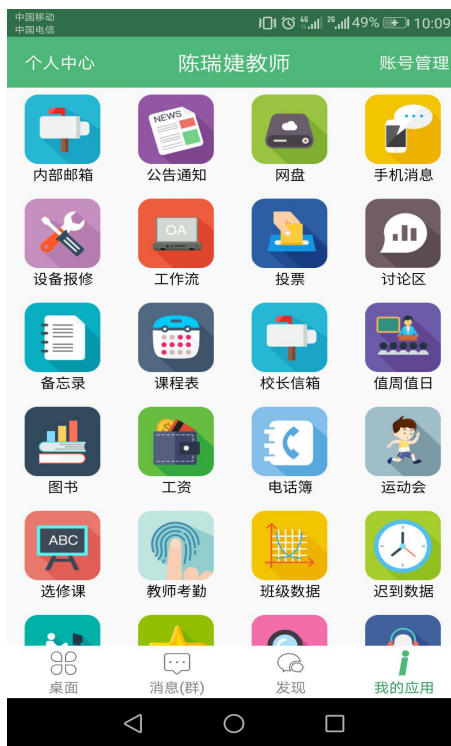 中国移动
中国电信
4G 2G 49% 10:09
个人中心 陈瑞婕教师 账号管理
NEWS
内部邮箱 公告通知 网盘 手机消息
OA
设备报修 工作流 投票 讨论区
备忘录 课程表 校长信箱 值周值日
图书 工资 电话簿 运动会
ABC
选修课 教师考勤 班级数据 迟到数据
桌面 消息(群) 发现 我的应用